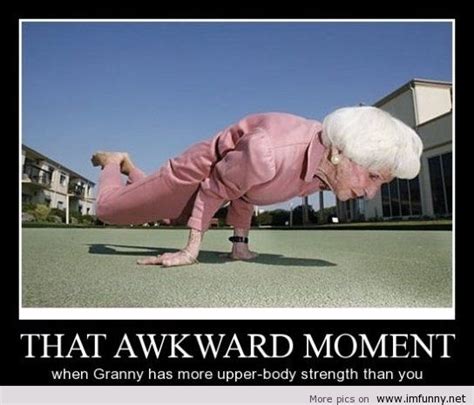 THAT AWKWARD MOMENT
when Granny has more upper-body strength than you
More pics on www.imfunny.net